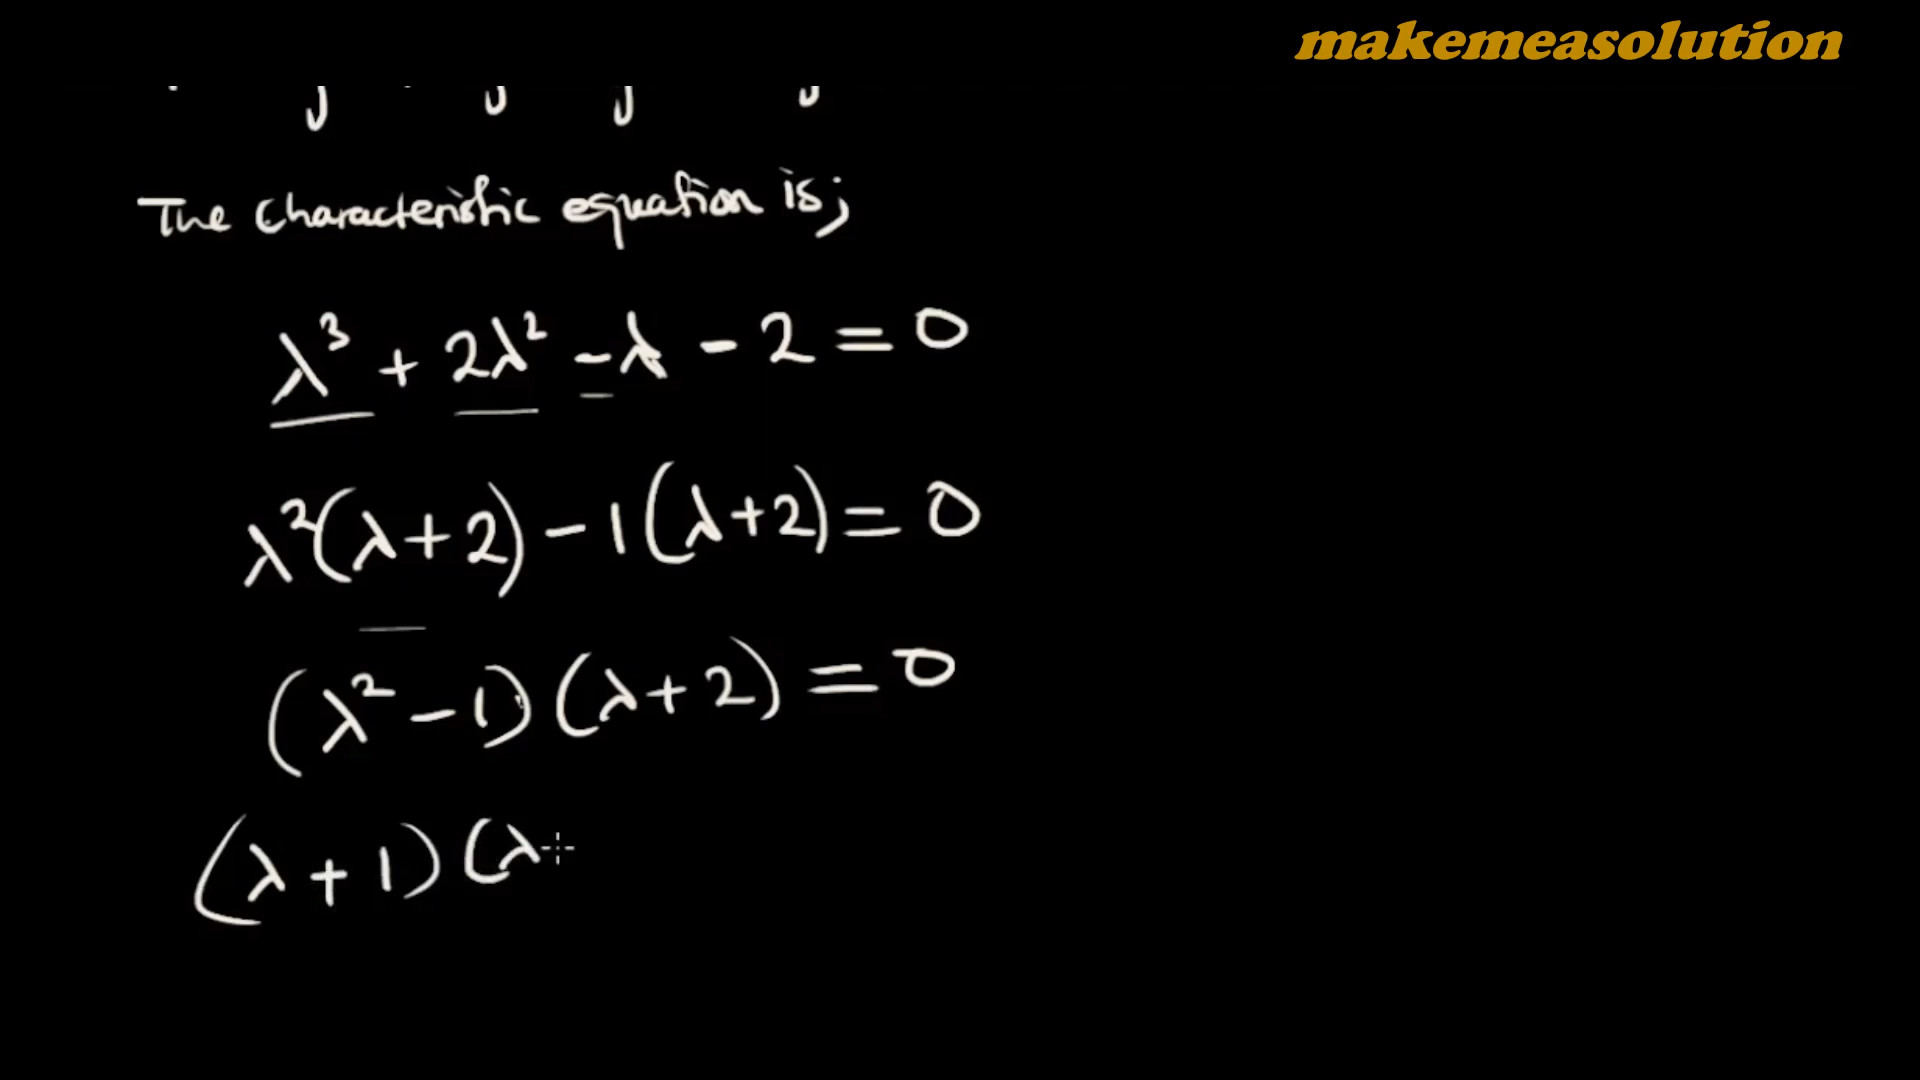 makemeasolution
The characteristic equation is;
λ³ + 2λ² - λ - 2 = 0
λ²(λ+2) - 1(λ+2) = 0
(λ² - 1)(λ+2) = 0
(λ + 1)(λ